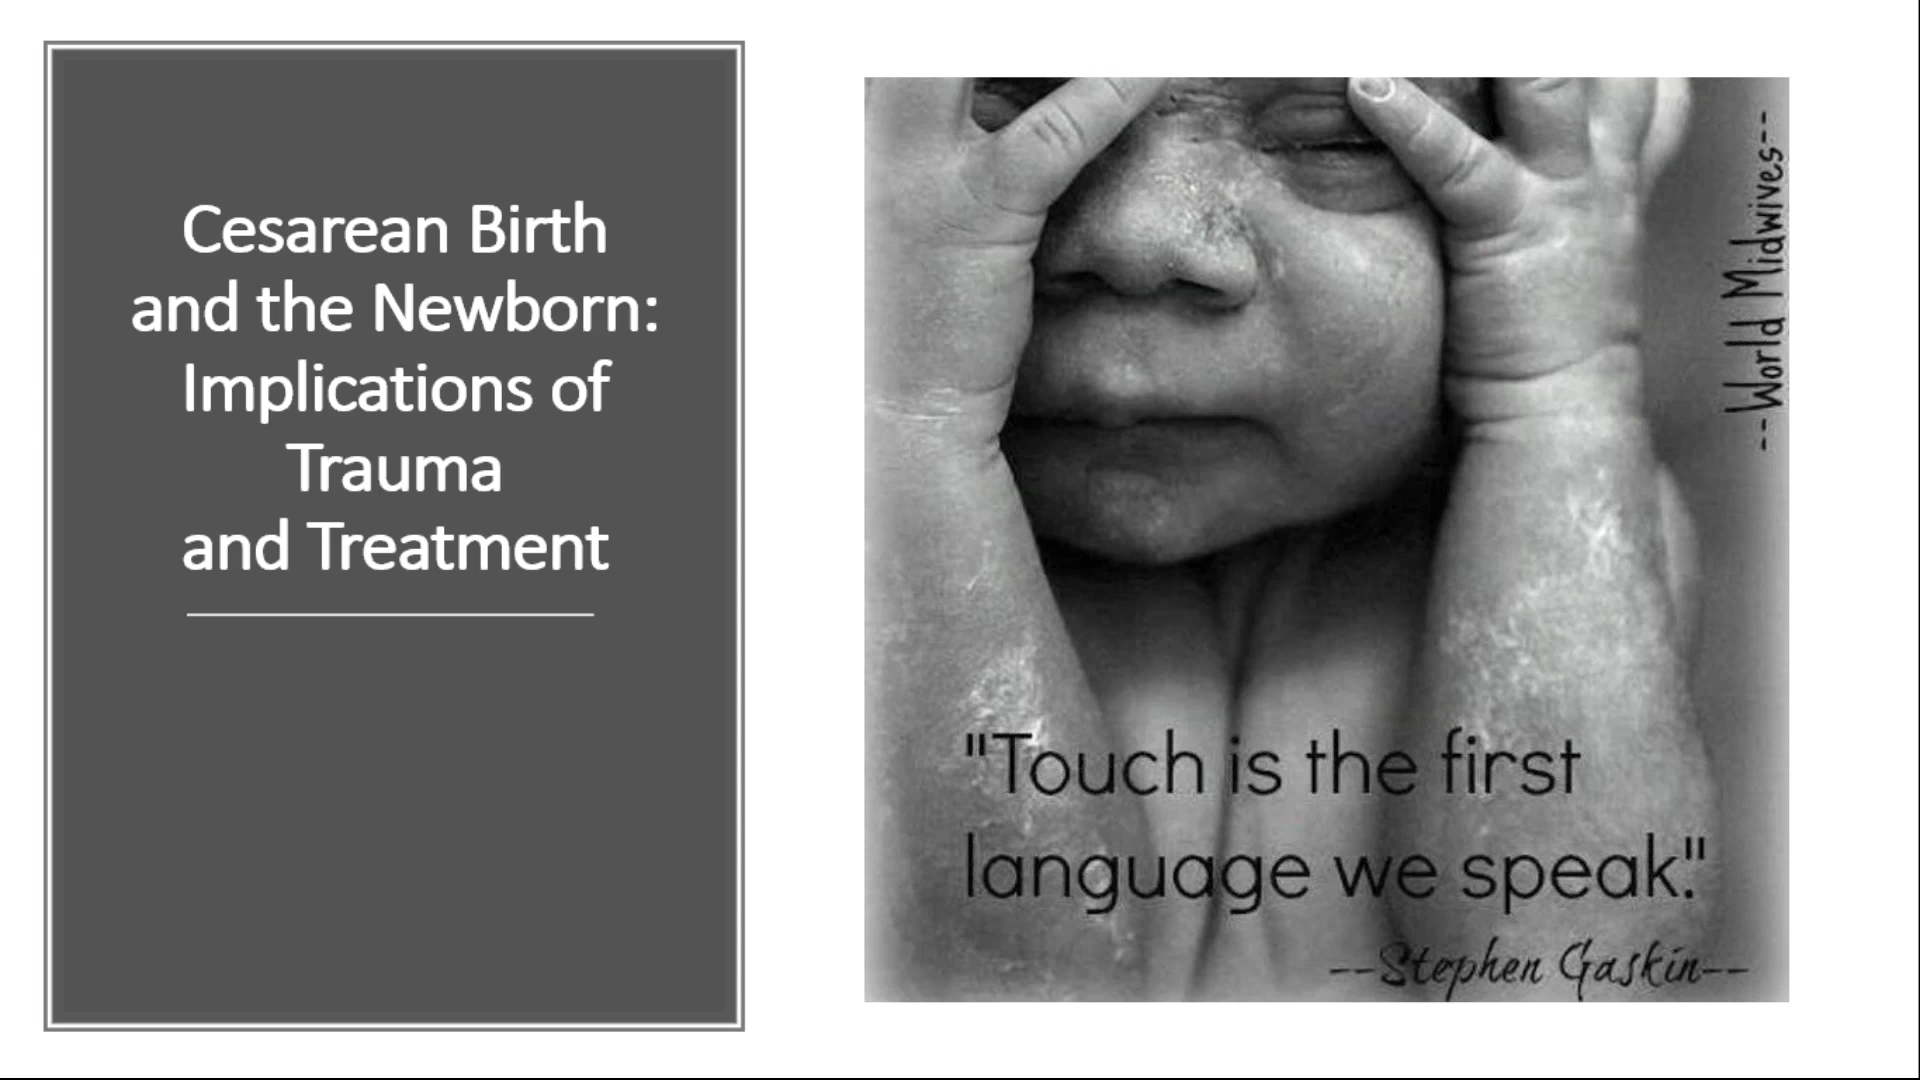 Cesarean Birth
and the Newborn:
Implications of
Trauma
and Treatment
--World Midwives--
"Touch is the first
language we speak."
--Stephen Gaskin--